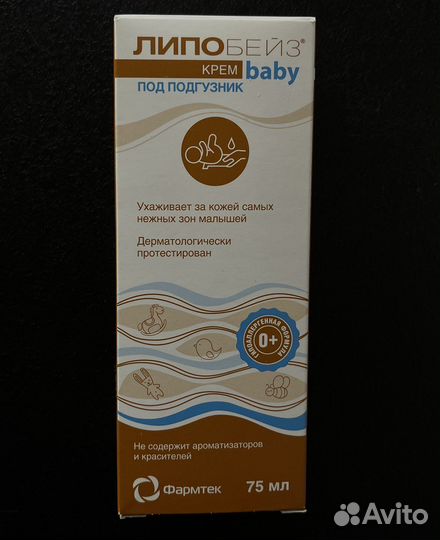 ЛИПОБЕЙЗ®
КРЕМ baby
ПОД ПОДГУЗНИК
Ухаживает за кожей самых
нежных зон малышей
Дерматологически
протестирован
ГИПОАЛЛЕРГЕННАЯ ФОРМУЛА
0+
Не содержит ароматизаторов
и красителей
Фармтек 75 мл
Avito